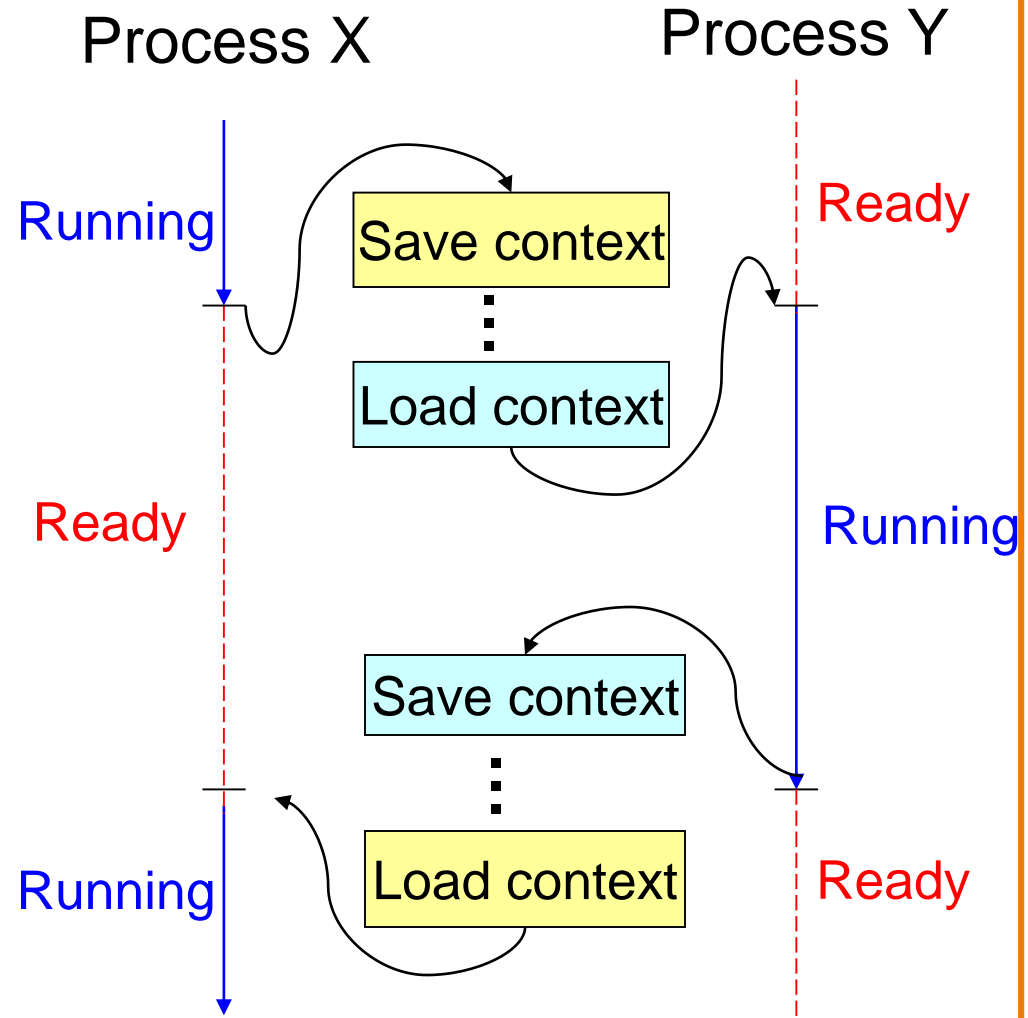 Process X
Process Y
Running
Save context
Ready
Load context
Ready
Running
Save context
Running
Load context
Ready